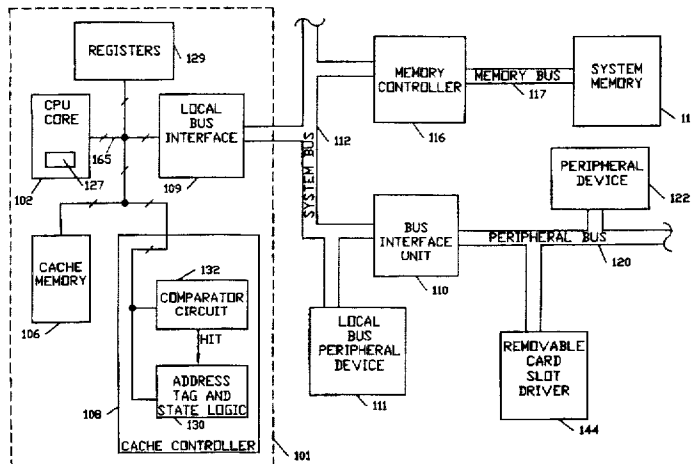 REGISTERS
129
CPU
CORE
127
102
165
LOCAL
BUS
INTERFACE
109
CACHE
MEMORY
106
132
COMPARATOR
CIRCUIT
HIT
ADDRESS
TAG AND
STATE LOGIC
130
108
CACHE CONTROLLER
101
SYSTEM BUS
112
MEMORY
CONTROLLER
116
MEMORY BUS
117
SYSTEM
MEMORY
11
PERIPHERAL
DEVICE
122
BUS
INTERFACE
UNIT
110
PERIPHERAL BUS
120
LOCAL
BUS
PERIPHERAL
DEVICE
111
REMOVABLE
CARD
SLOT
DRIVER
144